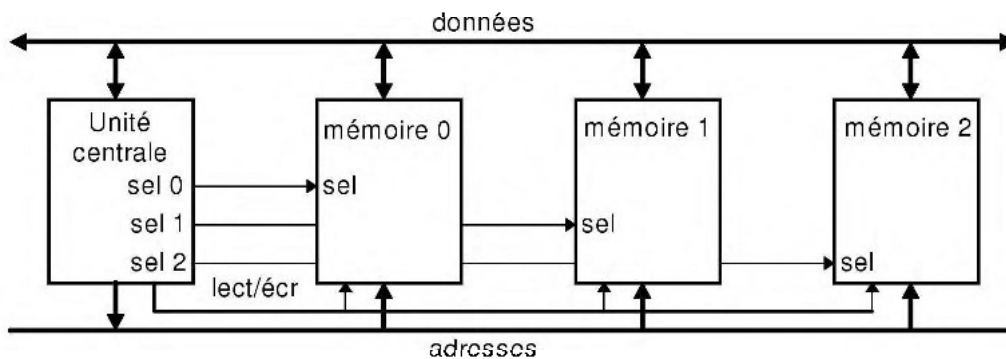 données
Unité
centrale
sel 0
sel 1
sel 2
mémoire 0
sel
mémoire 1
sel
mémoire 2
sel
lect/écr
adresses